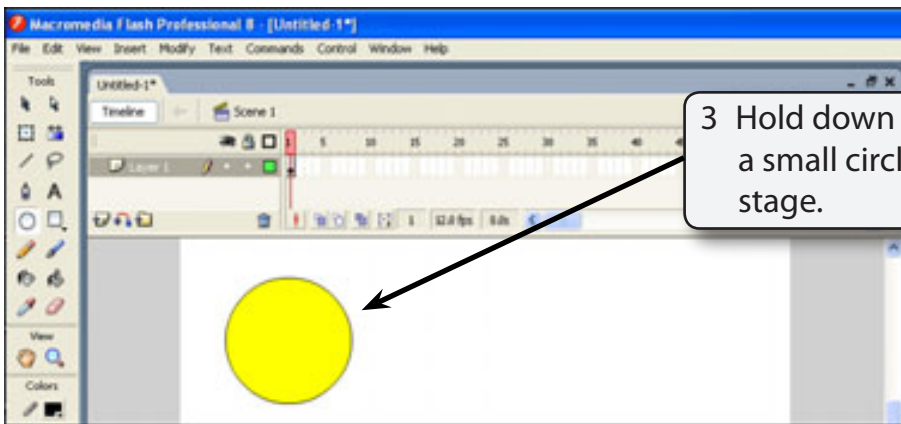 Macromedia Flash Professional 8 - [Untitled-1*]
File Edit View Insert Modify Text Commands Control Window Help
Tools
Untitled-1*
Timeline Scene 1
1 5 10 15 20 25 30 35 40
Layer 1
1 12.0 fps 0.0s
View
Colors
A
3 Hold down
a small circl
stage.